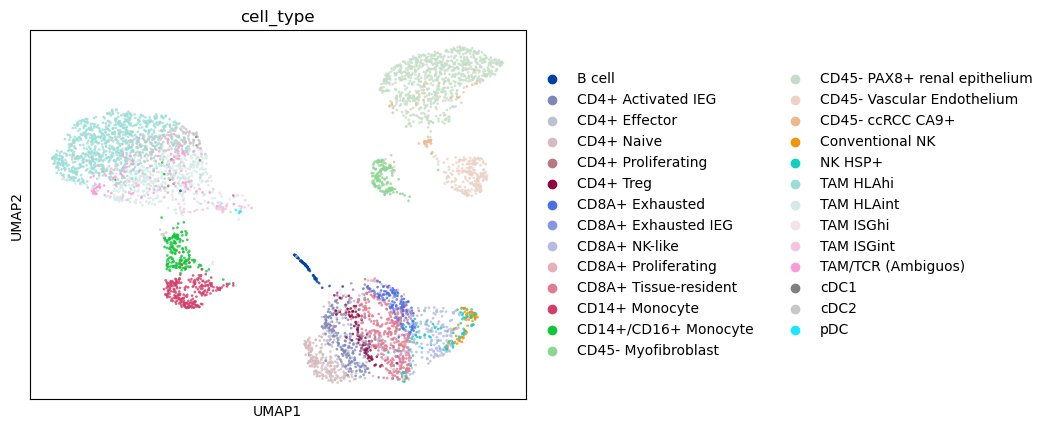 cell_type
UMAP2
UMAP1
B cell
CD4+ Activated IEG
CD4+ Effector
CD4+ Naive
CD4+ Proliferating
CD4+ Treg
CD8A+ Exhausted
CD8A+ Exhausted IEG
CD8A+ NK-like
CD8A+ Proliferating
CD8A+ Tissue-resident
CD14+ Monocyte
CD14+/CD16+ Monocyte
CD45- Myofibroblast
CD45- PAX8+ renal epithelium
CD45- Vascular Endothelium
CD45- ccRCC CA9+
Conventional NK
NK HSP+
TAM HLAhi
TAM HLAint
TAM ISGhi
TAM ISGint
TAM/TCR (Ambiguos)
cDC1
cDC2
pDC